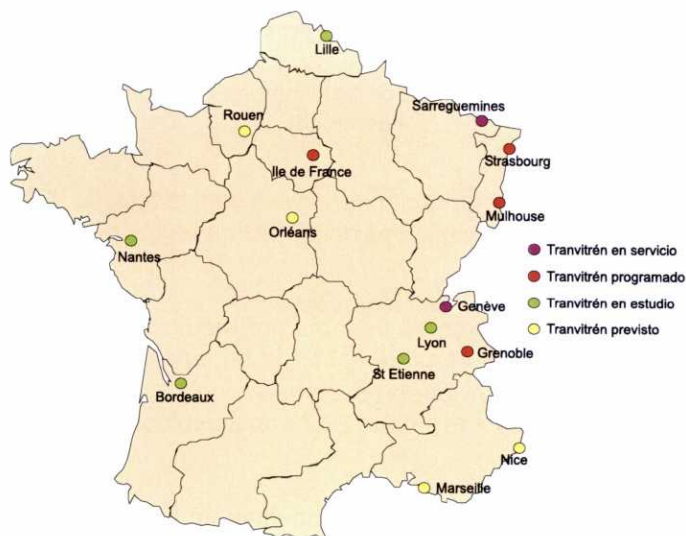 Lille
Sarreguemines
Rouen
Strasbourg
Ile de France
Mulhouse
Orléans
Nantes
Tranvitrén en servicio
Tranvitrén programado
Tranvitrén en estudio
Tranvitrén previsto
Genève
Lyon
Grenoble
St Etienne
Bordeaux
Nice
Marseille